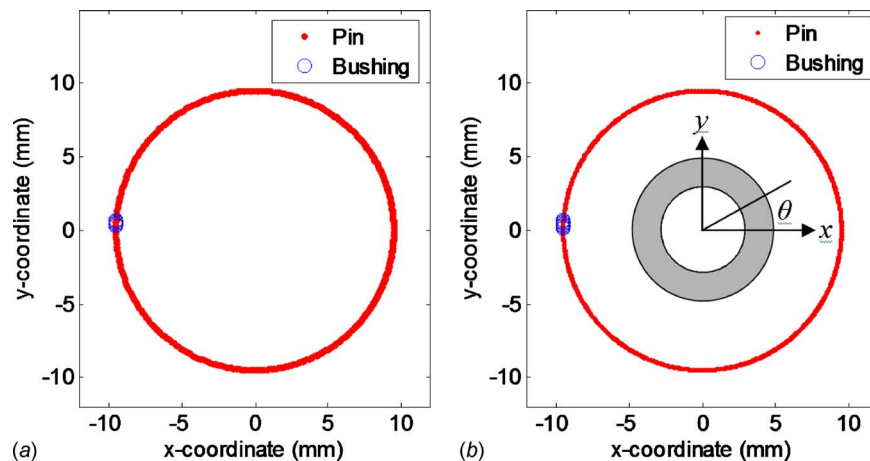 Pin
Bushing
10
5
0
-5
-10
y-coordinate (mm)
-10
-5
0
5
10
x-coordinate (mm)
(a)
Pin
Bushing
10
5
0
-5
-10
y-coordinate (mm)
y
θ
x
-10
-5
0
5
10
x-coordinate (mm)
(b)